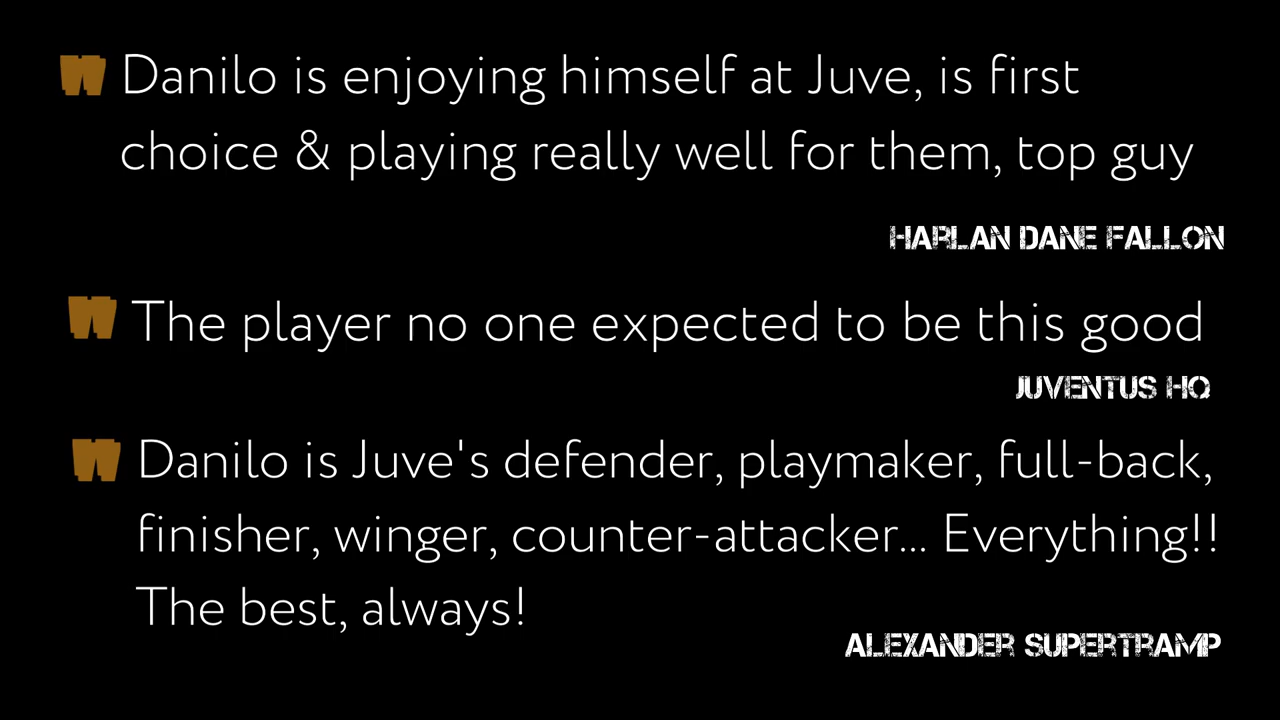 Danilo is enjoying himself at Juve, is first
choice & playing really well for them, top guy
HARLAN DANE FALLON
The player no one expected to be this good
JUVENTUS HQ
Danilo is Juve's defender, playmaker, full-back,
finisher, winger, counter-attacker... Everything!!
The best, always!
ALEXANDER SUPERTRAMP